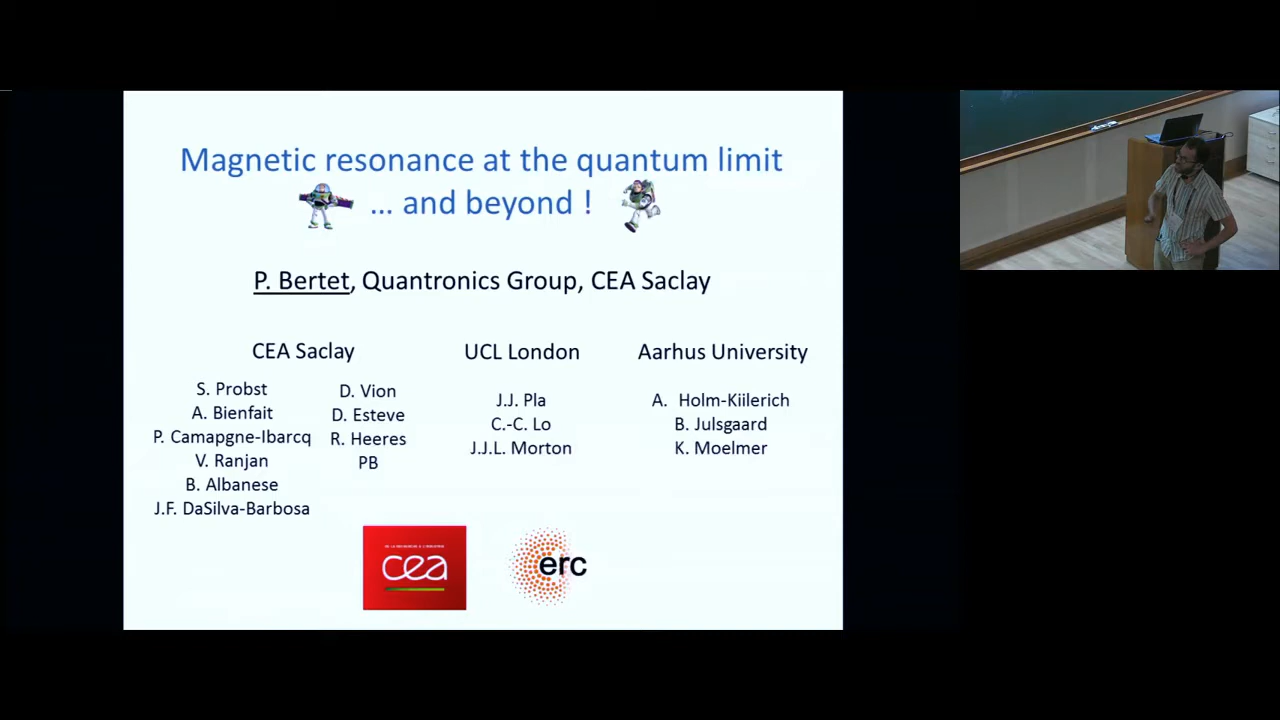 Magnetic resonance at the quantum limit
... and beyond !
P. Bertet, Quantronics Group, CEA Saclay
CEA Saclay
S. Probst
A. Bienfait
P. Camapgne-Ibarcq
V. Ranjan
B. Albanese
J.F. DaSilva-Barbosa
D. Vion
D. Esteve
R. Heeres
PB
UCL London
J.J. Pla
C.-C. Lo
J.J.L. Morton
Aarhus University
A. Holm-Kiilerich
B. Julsgaard
K. Moelmer
cea
erc